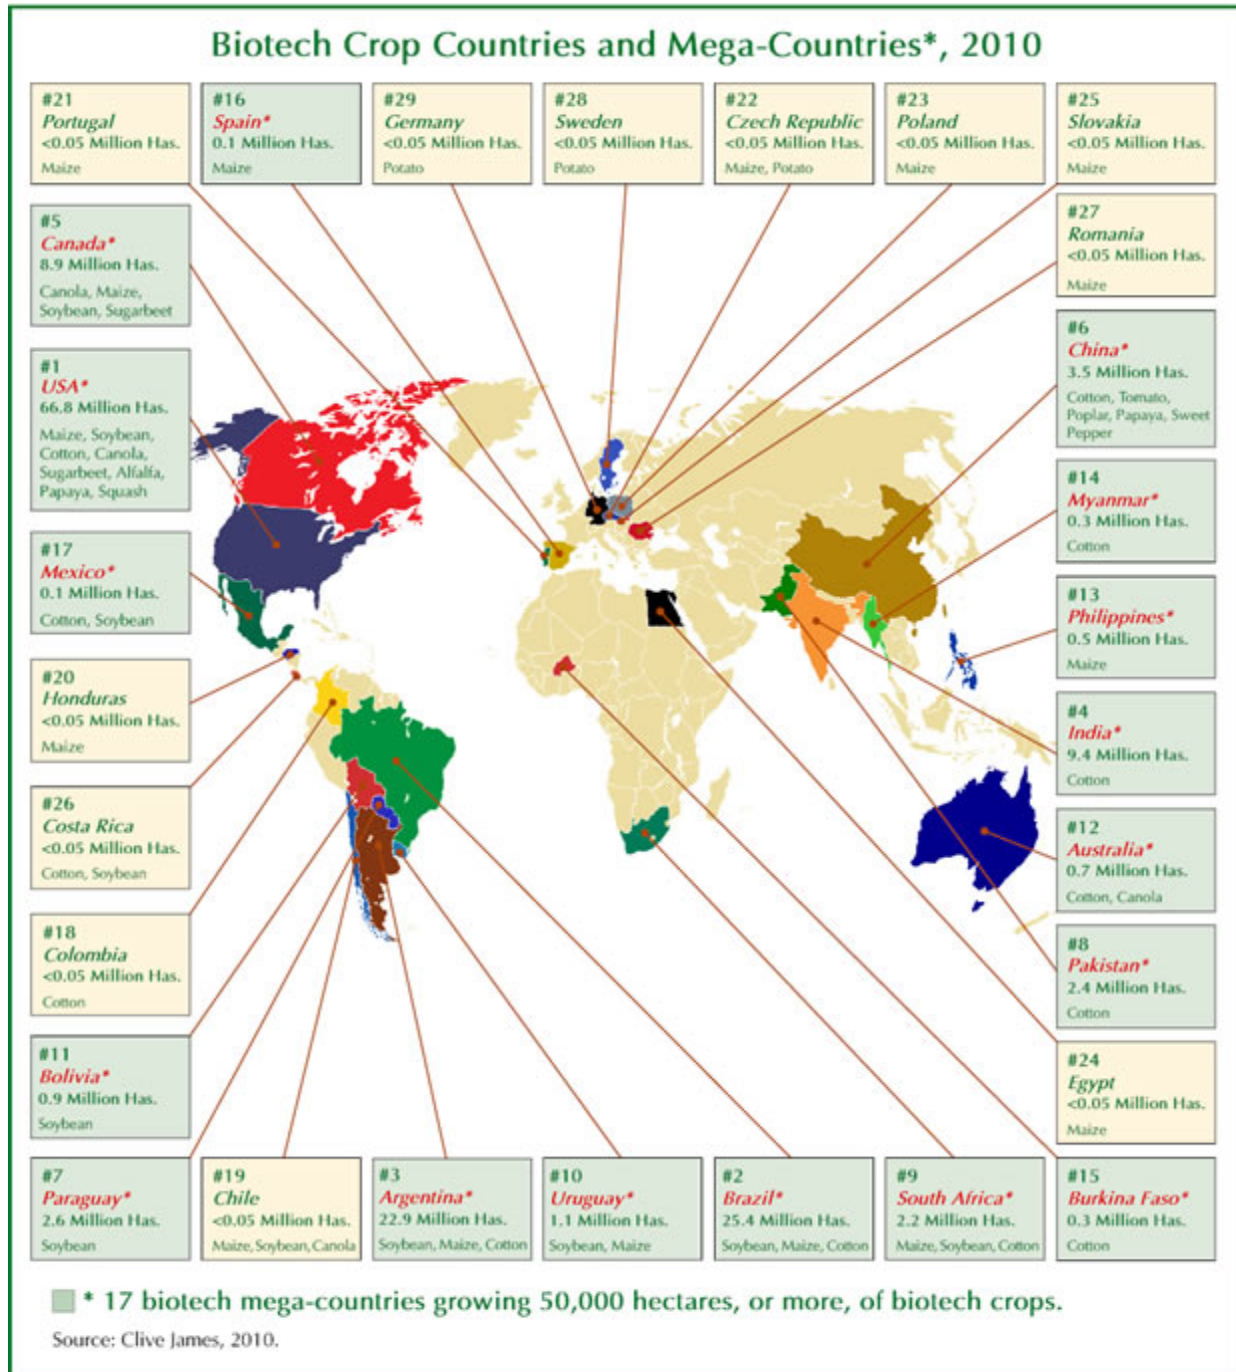 Biotech Crop Countries and Mega-Countries*, 2010
#21
Portugal
<0.05 Million Has.
Maize
#16
Spain*
0.1 Million Has.
Maize
#29
Germany
<0.05 Million Has.
Potato
#28
Sweden
<0.05 Million Has.
Potato
#22
Czech Republic
<0.05 Million Has.
Maize, Potato
#23
Poland
<0.05 Million Has.
Maize
#25
Slovakia
<0.05 Million Has.
Maize
#5
Canada*
8.9 Million Has.
Canola, Maize,
Soybean, Sugarbeet
#27
Romania
<0.05 Million Has.
Maize
#1
USA*
66.8 Million Has.
Maize, Soybean,
Cotton, Canola,
Sugarbeet, Alfalfa,
Papaya, Squash
#6
China*
3.5 Million Has.
Cotton, Tomato,
Poplar, Papaya, Sweet
Pepper
#14
Myanmar*
0.3 Million Has.
Cotton
#17
Mexico*
0.1 Million Has.
Cotton, Soybean
#13
Philippines*
0.5 Million Has.
Maize
#20
Honduras
<0.05 Million Has.
Maize
#4
India*
9.4 Million Has.
Cotton
#26
Costa Rica
<0.05 Million Has.
Cotton, Soybean
#12
Australia*
0.7 Million Has.
Cotton, Canola
#18
Colombia
<0.05 Million Has.
Cotton
#8
Pakistan*
2.4 Million Has.
Cotton
#11
Bolivia*
0.9 Million Has.
Soybean
#24
Egypt
<0.05 Million Has.
Maize
#7
Paraguay*
2.6 Million Has.
Soybean
#19
Chile
<0.05 Million Has.
Maize, Soybean, Canola
#3
Argentina*
22.9 Million Has.
Soybean, Maize, Cotton
#10
Uruguay*
1.1 Million Has.
Soybean, Maize
#2
Brazil*
25.4 Million Has.
Soybean, Maize, Cotton
#9
South Africa*
2.2 Million Has.
Maize, Soybean, Cotton
#15
Burkina Faso*
0.3 Million Has.
Cotton
* 17 biotech mega-countries growing 50,000 hectares, or more, of biotech crops.
Source: Clive James, 2010.